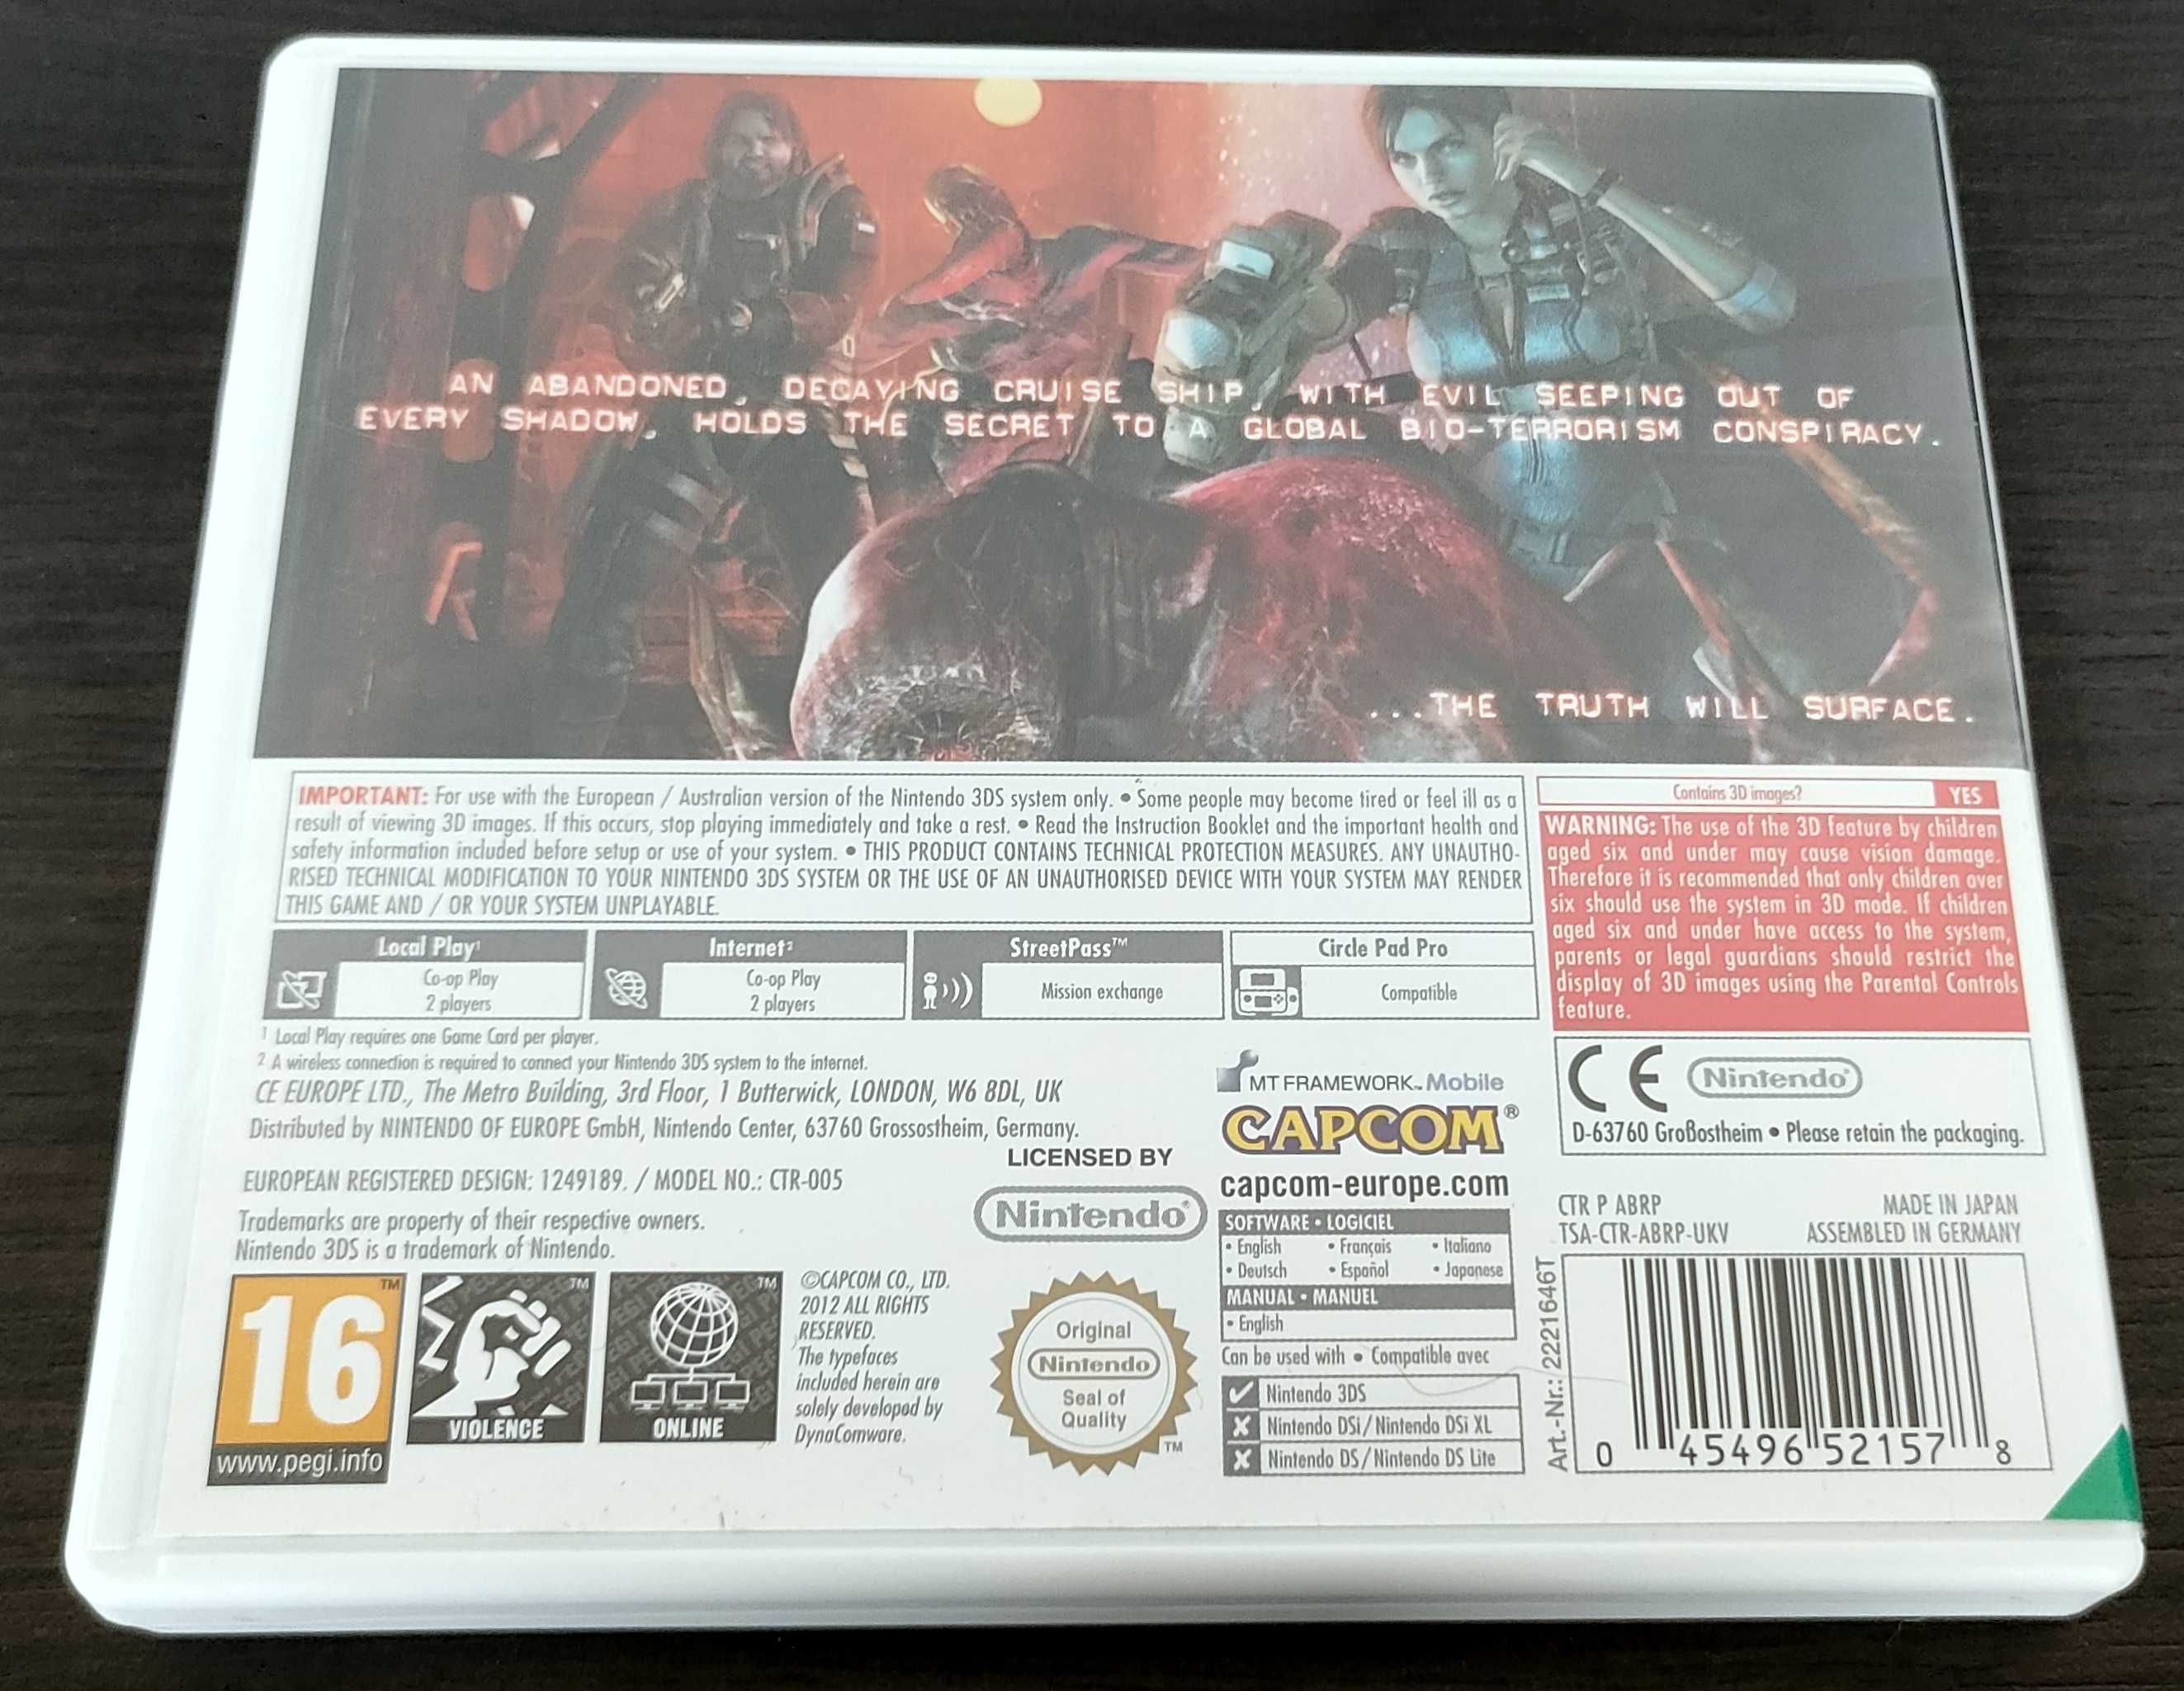 AN ABANDONED, DECAYING CRUISE SHIP, WITH EVIL SEEPING OUT OF
EVERY SHADOW, HOLDS THE SECRET TO A GLOBAL BIO-TERRORISM CONSPIRACY.
...THE TRUTH WILL SURFACE.
IMPORTANT: For use with the European / Australian version of the Nintendo 3DS system only. • Some people may become tired or feel ill as a
result of viewing 3D images. If this occurs, stop playing immediately and take a rest. • Read the Instruction Booklet and the important health and
safety information included before setup or use of your system. • THIS PRODUCT CONTAINS TECHNICAL PROTECTION MEASURES. ANY UNAUTHO-
RISED TECHNICAL MODIFICATION TO YOUR NINTENDO 3DS SYSTEM OR THE USE OF AN UNAUTHORISED DEVICE WITH YOUR SYSTEM MAY RENDER
THIS GAME AND / OR YOUR SYSTEM UNPLAYABLE.
Contains 3D images? YES
WARNING: The use of the 3D feature by children
aged six and under may cause vision damage.
Therefore it is recommended that only children over
six should use the system in 3D mode. If children
aged six and under have access to the system,
parents or legal guardians should restrict the
display of 3D images using the Parental Controls
feature.
Local Play¹
Co-op Play
2 players
Internet²
Co-op Play
2 players
StreetPass™
Mission exchange
Circle Pad Pro
Compatible
¹ Local Play requires one Game Card per player.
² A wireless connection is required to connect your Nintendo 3DS system to the internet.
CE EUROPE LTD., The Metro Building, 3rd Floor, 1 Butterwick, LONDON, W6 8DL, UK
Distributed by NINTENDO OF EUROPE GmbH, Nintendo Center, 63760 Grossostheim, Germany.
EUROPEAN REGISTERED DESIGN: 1249189. / MODEL NO.: CTR-005
Trademarks are property of their respective owners.
Nintendo 3DS is a trademark of Nintendo.
LICENSED BY
Nintendo®
MT FRAMEWORK™ Mobile
CAPCOM®
capcom-europe.com
CE Nintendo®
D-63760 Großostheim • Please retain the packaging.
SOFTWARE • LOGICIEL
• English • Français • Italiano
• Deutsch • Español • Japanese
MANUAL • MANUEL
• English
Can be used with • Compatible avec
Nintendo 3DS
Nintendo DSi/Nintendo DSi XL
Nintendo DS/Nintendo DS Lite
CTR P ABRP MADE IN JAPAN
TSA-CTR-ABRP-UKV ASSEMBLED IN GERMANY
Art.-Nr.: 2221646T
0 45496 52157 8
16™
www.pegi.info
™
VIOLENCE
™
ONLINE
©CAPCOM CO., LTD.
2012 ALL RIGHTS
RESERVED.
The typefaces
included herein are
solely developed by
DynaComware.
Original
Nintendo
Seal of
Quality
™